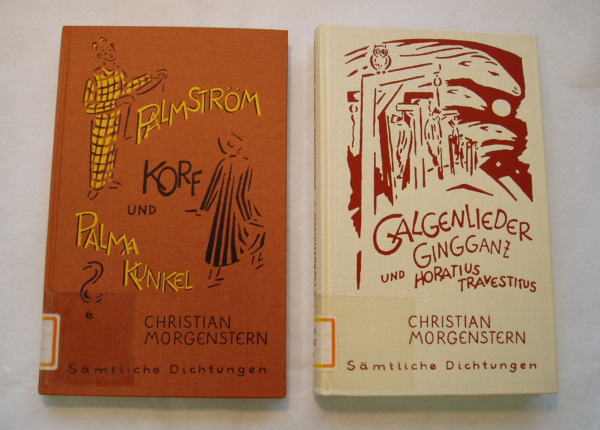 PALMSTRÖM
KORF
UND
PALMA
KUNKEL
CHRISTIAN
MORGENSTERN
Sämtliche Dichtungen
GALGENLIEDER
GINGGANZ
UND HORATIUS
TRAVESTITUS
CHRISTIAN
MORGENSTERN
Sämtliche Dichtungen